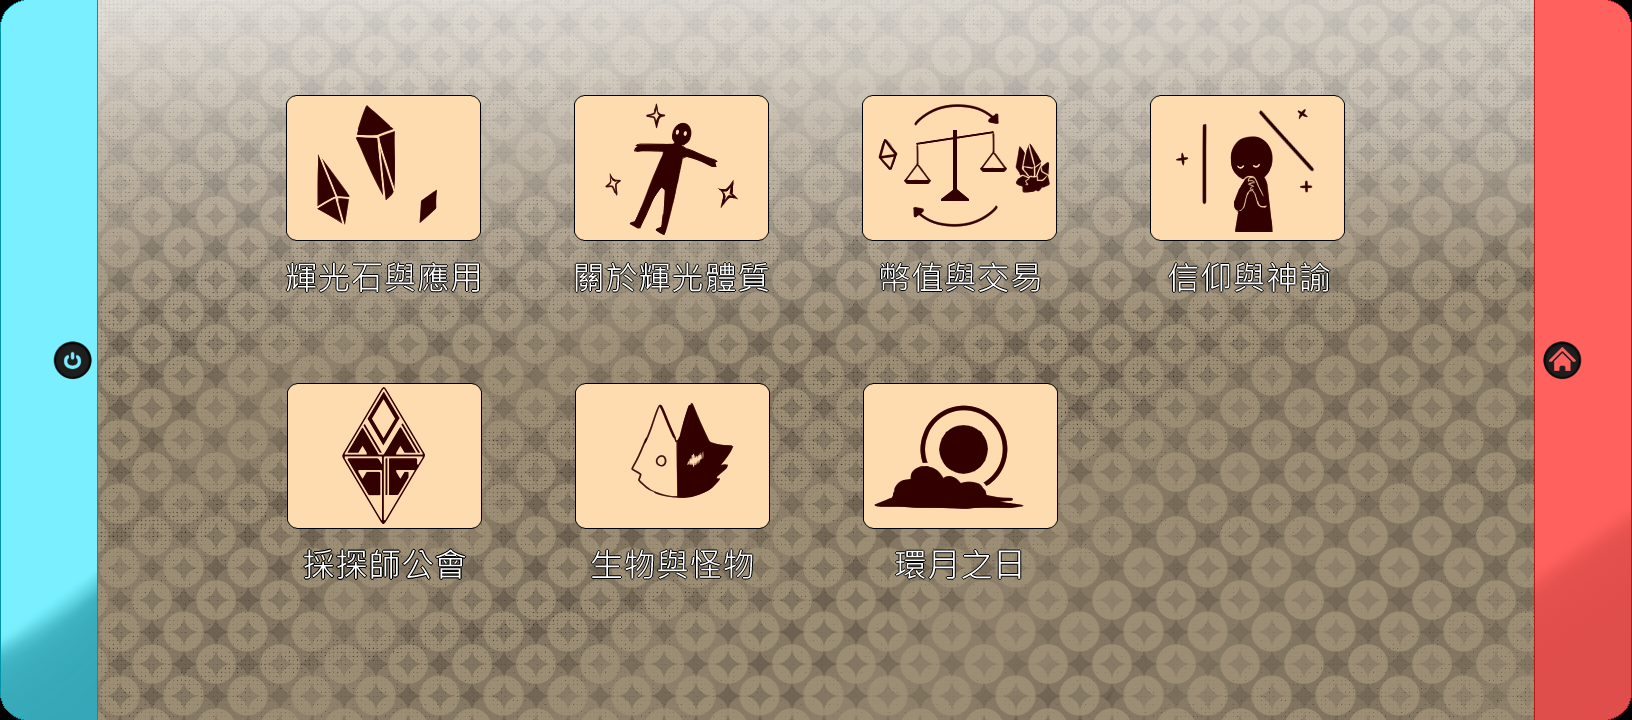 輝光石與應用
關於輝光體質
幣值與交易
信仰與神諭
採探師公會
生物與怪物
環月之日